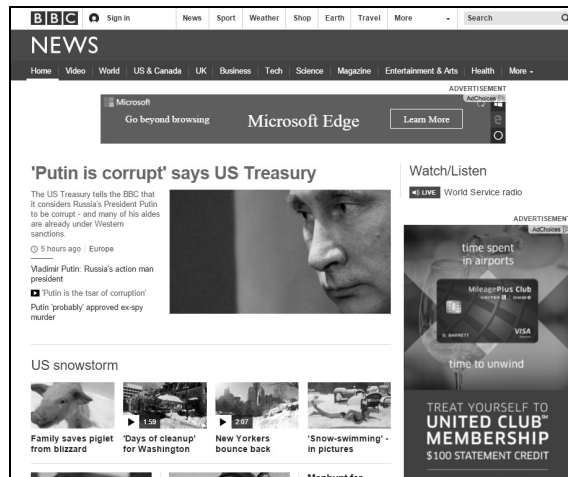 BBC Sign in News Sport Weather Shop Earth Travel More Search
NEWS
Home Video World US & Canada UK Business Tech Science Magazine Entertainment & Arts Health More
ADVERTISEMENT
AdChoices
Microsoft
Go beyond browsing Microsoft Edge Learn More
'Putin is corrupt' says US Treasury
The US Treasury tells the BBC that
it considers Russia's President Putin
to be corrupt - and many of his aides
are already under Western
sanctions.
5 hours ago Europe
Vladimir Putin: Russia's action man
president
'Putin is the tsar of corruption'
Putin 'probably' approved ex-spy
murder
Watch/Listen
LIVE World Service radio
ADVERTISEMENT
AdChoices
time spent
in airports
MileagePlus Club
UNITED
VISA
time to unwind
TREAT YOURSELF TO
UNITED CLUB℠
MEMBERSHIP
$100 STATEMENT CREDIT
US snowstorm
1:59
2:07
Family saves piglet
from blizzard
'Days of cleanup'
for Washington
New Yorkers
bounce back
'Snow-swimming' -
in pictures